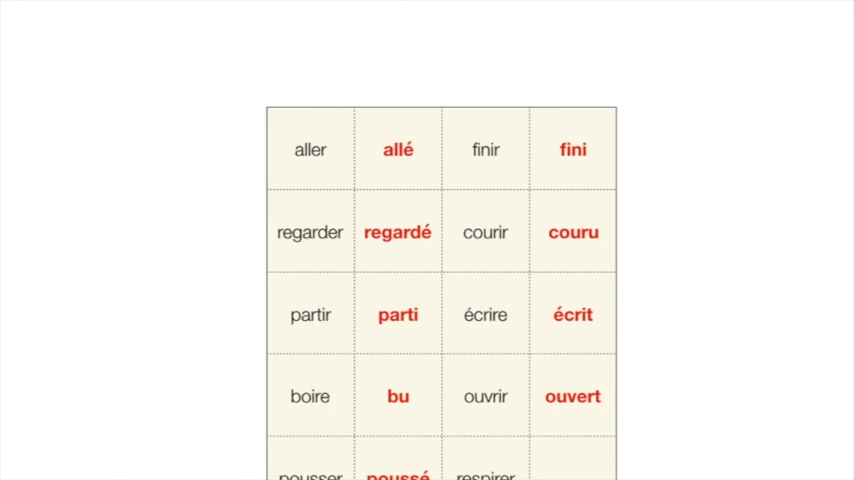 aller allé finir fini
regarder regardé courir couru
partir parti écrire écrit
boire bu ouvrir ouvert
pousser poussé respirer